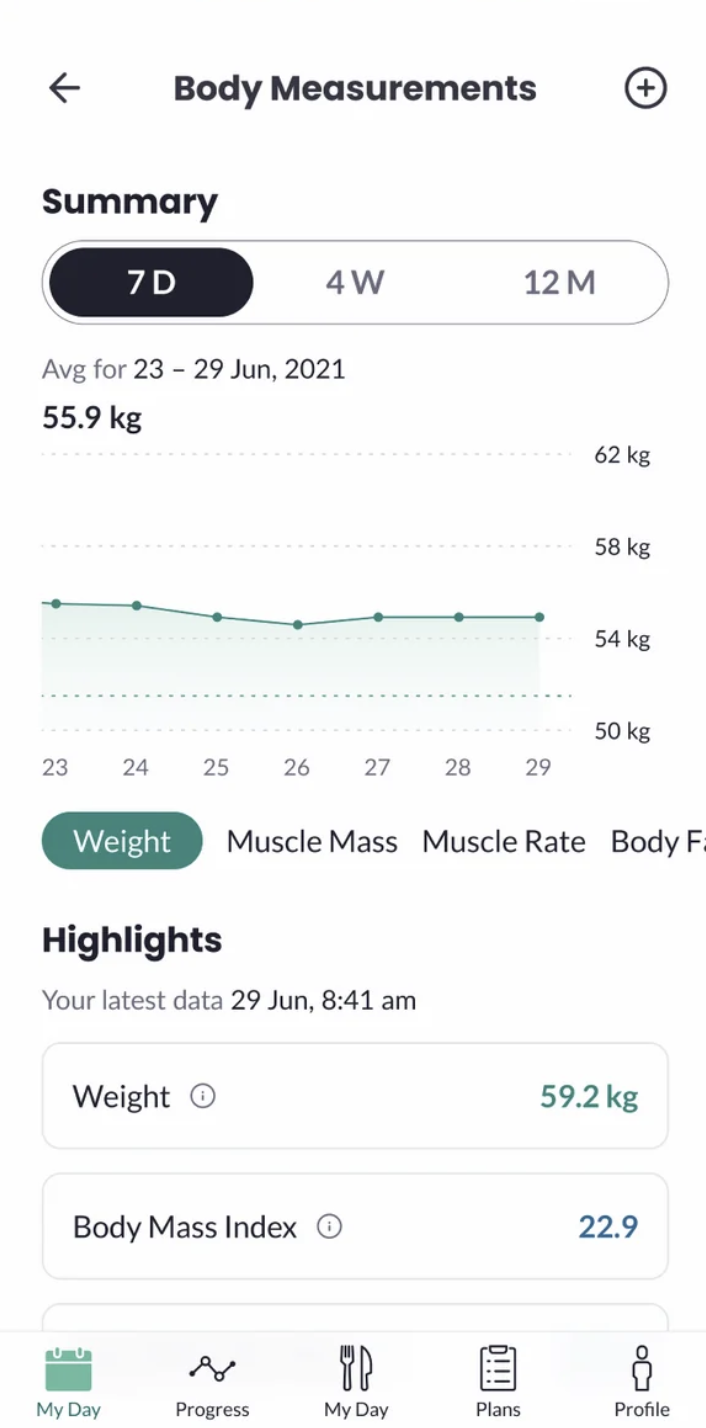 Body Measurements
Summary
7 D 4 W 12 M
Avg for 23 – 29 Jun, 2021
55.9 kg
62 kg
58 kg
54 kg
50 kg
23 24 25 26 27 28 29
Weight Muscle Mass Muscle Rate Body Fa
Highlights
Your latest data 29 Jun, 8:41 am
Weight 59.2 kg
Body Mass Index 22.9
My Day Progress My Day Plans Profile